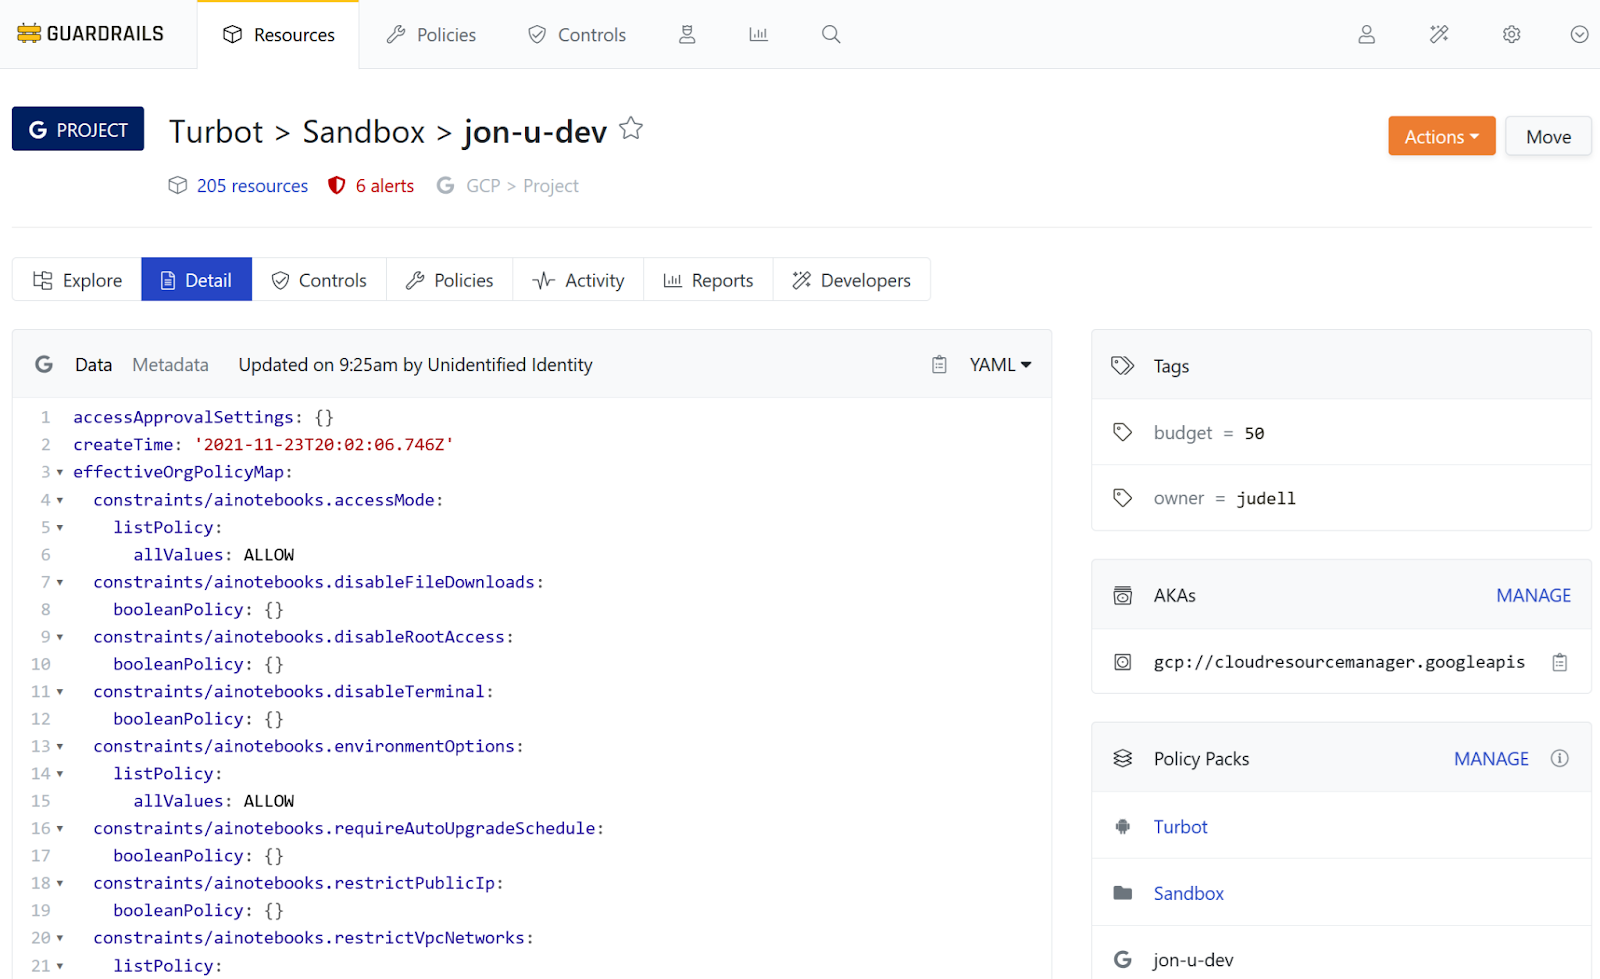 GUARDRAILS
Resources
Policies
Controls
G PROJECT
Turbot > Sandbox > jon-u-dev
Actions
Move
205 resources
6 alerts
GCP > Project
Explore
Detail
Controls
Policies
Activity
Reports
Developers
G Data Metadata Updated on 9:25am by Unidentified Identity YAML
1 accessApprovalSettings: {}
2 createTime: '2021-11-23T20:02:06.746Z'
3 effectiveOrgPolicyMap:
4 constraints/ainotebooks.accessMode:
5 listPolicy:
6 allValues: ALLOW
7 constraints/ainotebooks.disableFileDownloads:
8 booleanPolicy: {}
9 constraints/ainotebooks.disableRootAccess:
10 booleanPolicy: {}
11 constraints/ainotebooks.disableTerminal:
12 booleanPolicy: {}
13 constraints/ainotebooks.environmentOptions:
14 listPolicy:
15 allValues: ALLOW
16 constraints/ainotebooks.requireAutoUpgradeSchedule:
17 booleanPolicy: {}
18 constraints/ainotebooks.restrictPublicIp:
19 booleanPolicy: {}
20 constraints/ainotebooks.restrictVpcNetworks:
21 listPolicy:
Tags
budget = 50
owner = judell
AKAs MANAGE
gcp://cloudresourcemanager.googleapis
Policy Packs MANAGE
Turbot
Sandbox
G jon-u-dev